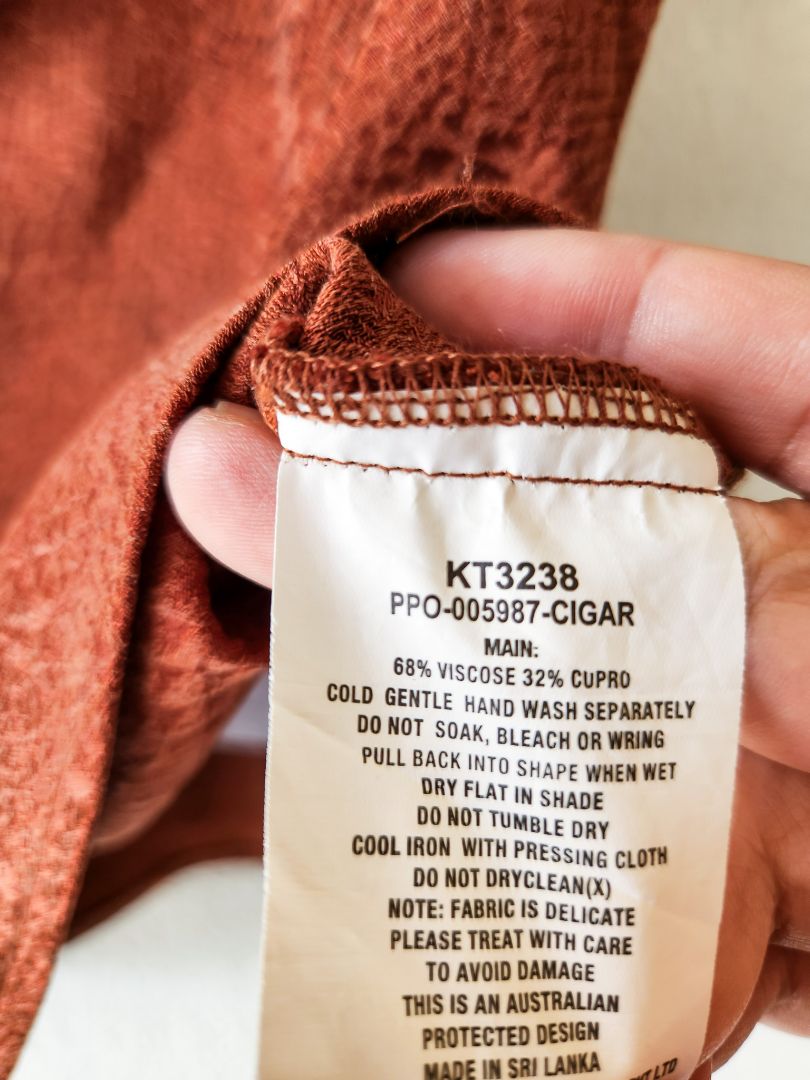 KT3238
PPO-005987-CIGAR
MAIN:
68% VISCOSE 32% CUPRO
COLD GENTLE HAND WASH SEPARATELY
DO NOT SOAK, BLEACH OR WRING
PULL BACK INTO SHAPE WHEN WET
DRY FLAT IN SHADE
DO NOT TUMBLE DRY
COOL IRON WITH PRESSING CLOTH
DO NOT DRYCLEAN(X)
NOTE: FABRIC IS DELICATE
PLEASE TREAT WITH CARE
TO AVOID DAMAGE
THIS IS AN AUSTRALIAN
PROTECTED DESIGN
MADE IN SRI LANKA
LTD